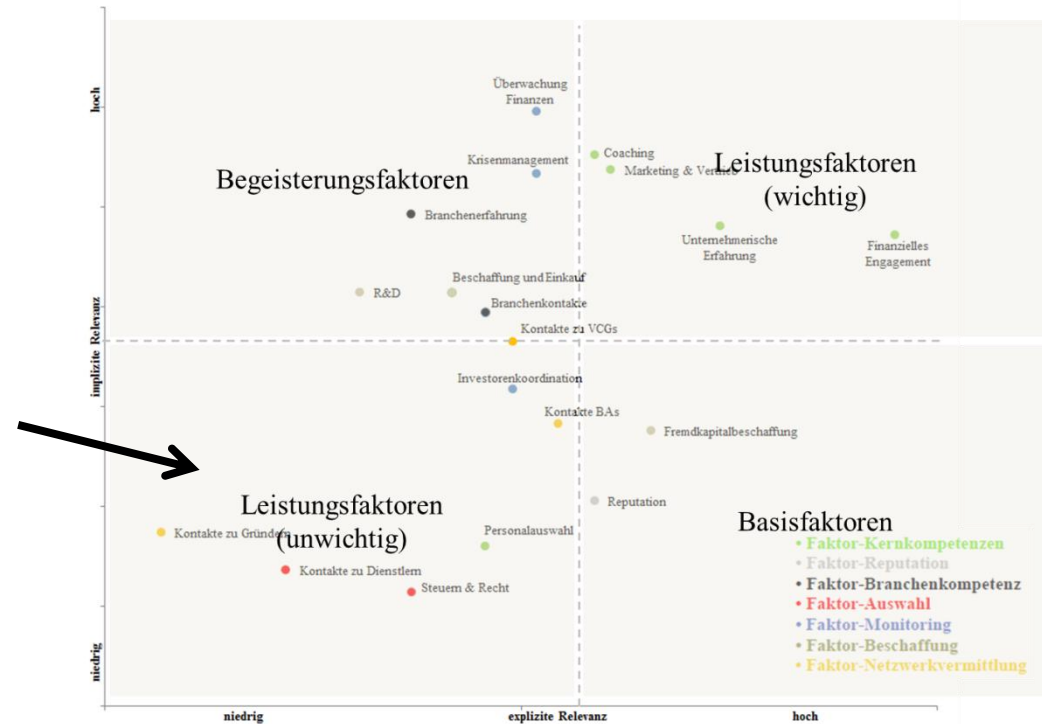 hoch
implizite Relevanz
niedrig
Überwachung
Finanzen
Krisenmanagement
Coaching
Marketing & Vertrieb
Leistungsfaktoren
(wichtig)
Begeisterungsfaktoren
Branchenerfahrung
Unternehmerische
Erfahrung
Finanzielles
Engagement
Beschaffung und Einkauf
R&D
Branchenkontakte
Kontakte zu VCGs
Investorenkoordination
Kontakte BAs
Fremdkapitalbeschaffung
Leistungsfaktoren
(unwichtig)
Reputation
Kontakte zu Gründern
Personalauswahl
Kontakte zu Dienstlern
Steuern & Recht
Basisfaktoren
• Faktor-Kernkompetenzen
• Faktor-Reputation
• Faktor-Branchenkompetenz
• Faktor-Auswahl
• Faktor-Monitoring
• Faktor-Beschaffung
• Faktor-Netzwerkvermittlung
niedrig
explizite Relevanz
hoch